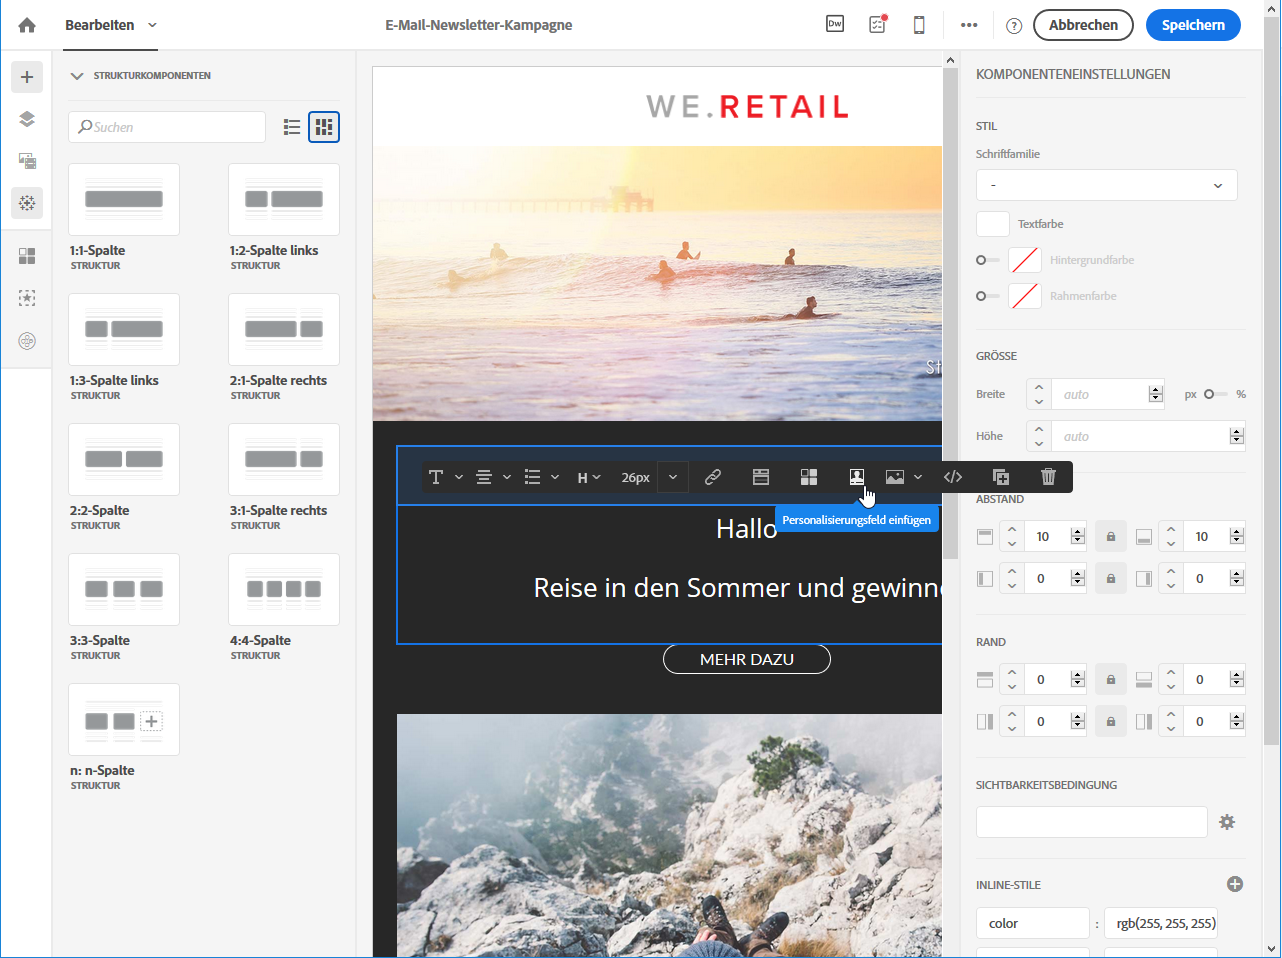 Bearbeiten
E-Mail-Newsletter-Kampagne
Dw
Abbrechen
Speichern
STRUKTURKOMPONENTEN
Suchen
1:1-Spalte
STRUKTUR
1:2-Spalte links
STRUKTUR
1:3-Spalte links
STRUKTUR
2:1-Spalte rechts
STRUKTUR
2:2-Spalte
STRUKTUR
3:1-Spalte rechts
STRUKTUR
3:3-Spalte
STRUKTUR
4:4-Spalte
STRUKTUR
n: n-Spalte
STRUKTUR
WE.RETAIL
St
T
H
26px
Personalisierungsfeld einfügen
Hallo
Reise in den Sommer und gewinne
MEHR DAZU
KOMPONENTENEINSTELLUNGEN
STIL
Schriftfamilie
-
Textfarbe
Hintergrundfarbe
Rahmenfarbe
GRÖSSE
Breite
auto
px
%
Höhe
auto
ABSTAND
10
10
0
0
RAND
0
0
0
0
SICHTBARKEITSBEDINGUNG
INLINE-STILE
color : rgb(255, 255, 255)